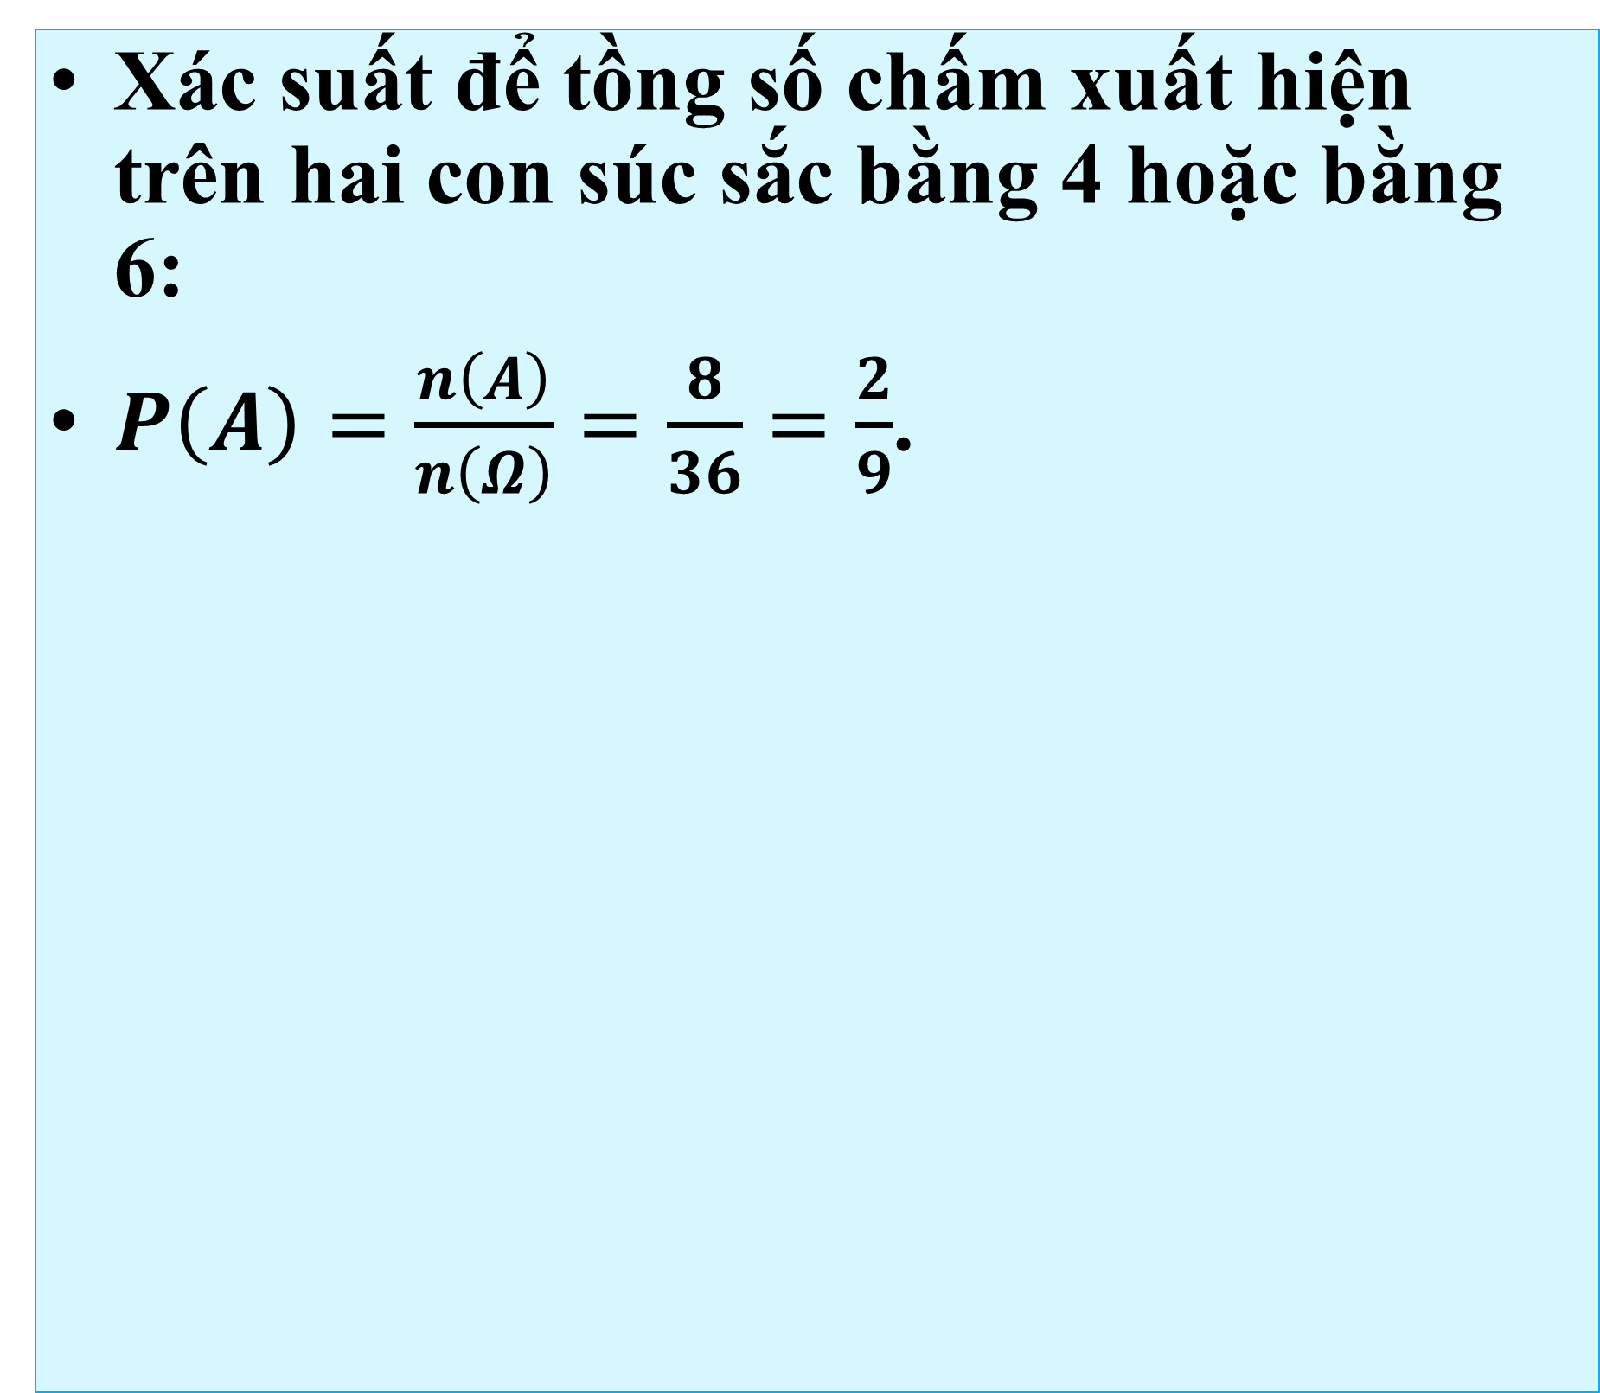 • Xác suất để tồng số chấm xuất hiện
trên hai con súc sắc bằng 4 hoặc bằng
6:
• P(A) = n(A)/n(Ω) = 8/36 = 2/9.